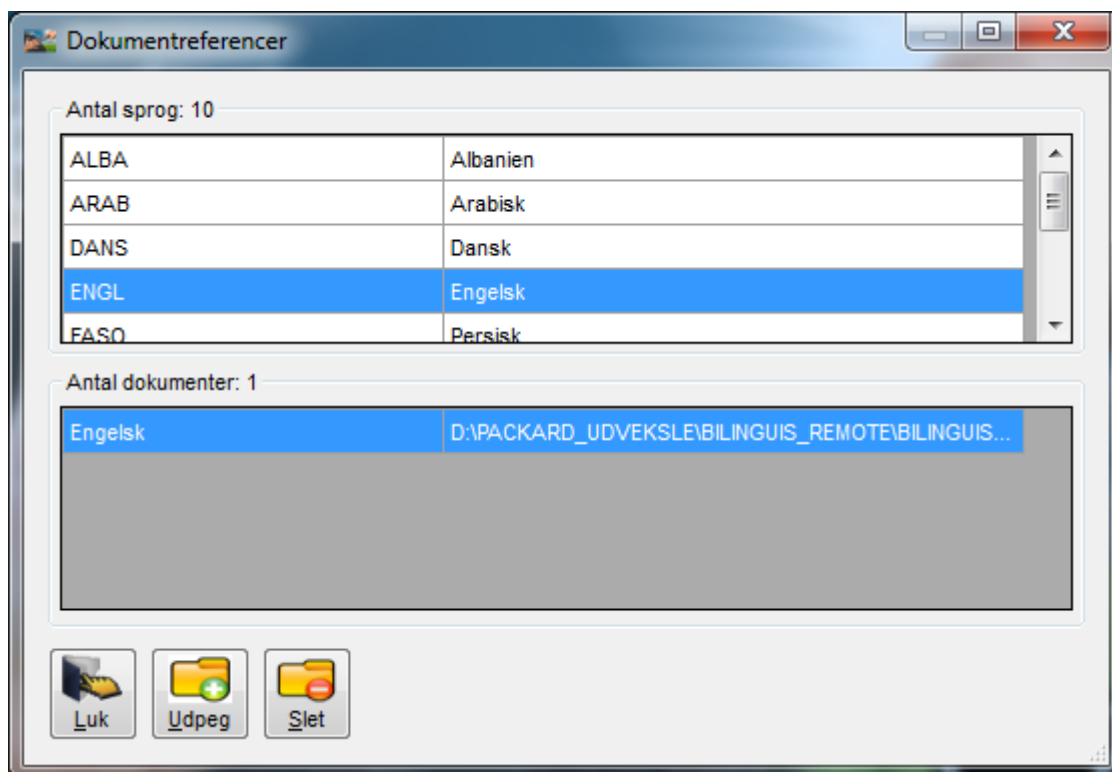 Dokumentreferencer
Antal sprog: 10
ALBA Albanien
ARAB Arabisk
DANS Dansk
ENGL Engelsk
FASO Persisk
Antal dokumenter: 1
Engelsk D:\PACKARD_UDVEKSLE\BILINGUIS_REMOTE\BILINGUIS...
Luk Udpeg Slet